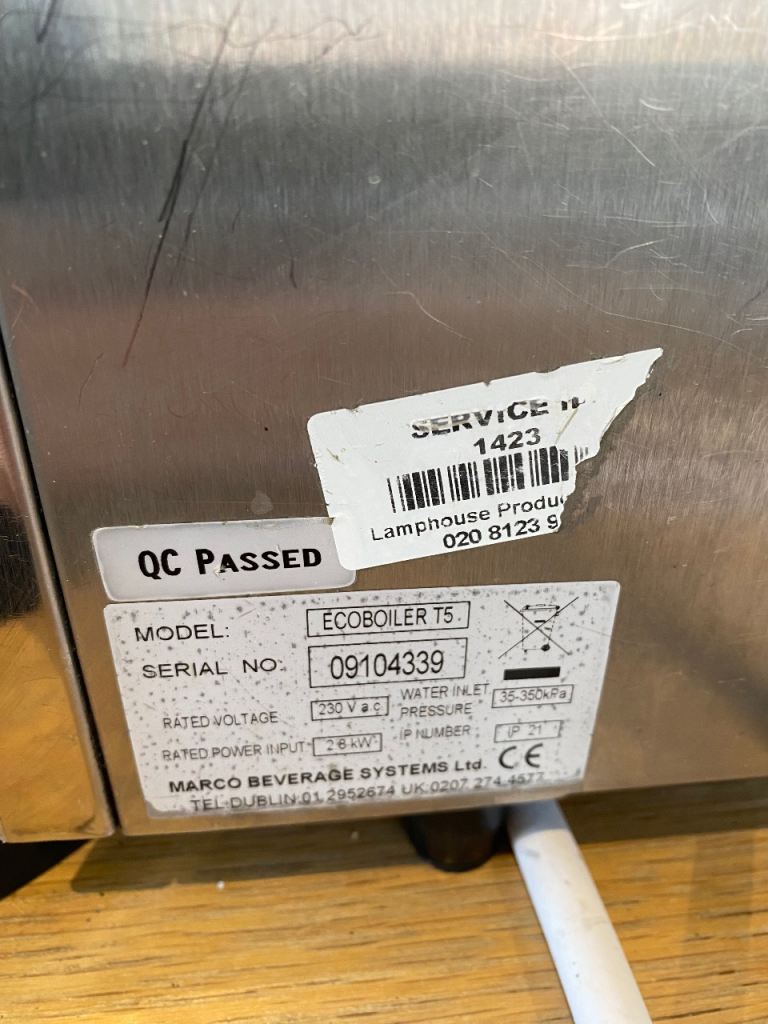 SERVICE
1423
Lamphouse Produc
020 8123 9
QC PASSED
MODEL: ECOBOILER T5
SERIAL NO: 09104339
RATED VOLTAGE 230 V a.c
WATER INLET PRESSURE 35-350kPa
RATED POWER INPUT 2.8 kW
IP NUMBER IP 21
MARCO BEVERAGE SYSTEMS Ltd. CE
TEL:DUBLIN:01 2952674 UK:0207 274 4577